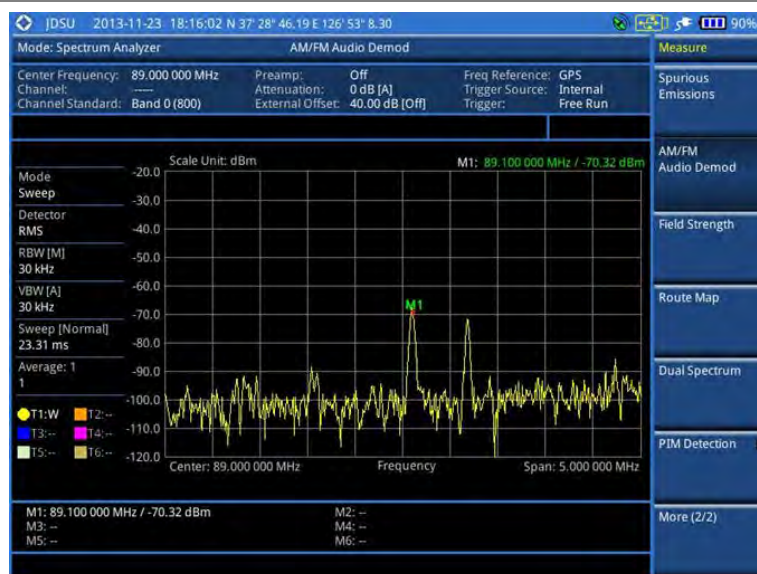 JDSU 2013-11-23 18:16:02 N 37' 28" 46.19 E 126' 53" 8.30 90%
Mode: Spectrum Analyzer AM/FM Audio Demod Measure
Center Frequency: 89.000 000 MHz Preamp: Off Freq Reference: GPS
Channel: ----- Attenuation: 0 dB [A] Trigger Source: Internal
Channel Standard: Band 0 (800) External Offset: 40.00 dB [Off] Trigger: Free Run
Scale Unit: dBm M1: 89.100 000 MHz / -70.32 dBm
Mode
Sweep
Detector
RMS
RBW [M]
30 kHz
VBW [A]
30 kHz
Sweep [Normal]
23.31 ms
Average: 1
1
T1:W T2:--
T3:-- T4:--
T5:-- T6:--
-20.0
-30.0
-40.0
-50.0
-60.0
-70.0
-80.0
-90.0
-100.0
-110.0
-120.0
M1
Center: 89.000 000 MHz Frequency Span: 5.000 000 MHz
M1: 89.100 000 MHz / -70.32 dBm M2: --
M3: -- M4: --
M5: -- M6: --
Spurious
Emissions
AM/FM
Audio Demod
Field Strength
Route Map
Dual Spectrum
PIM Detection
More (2/2)